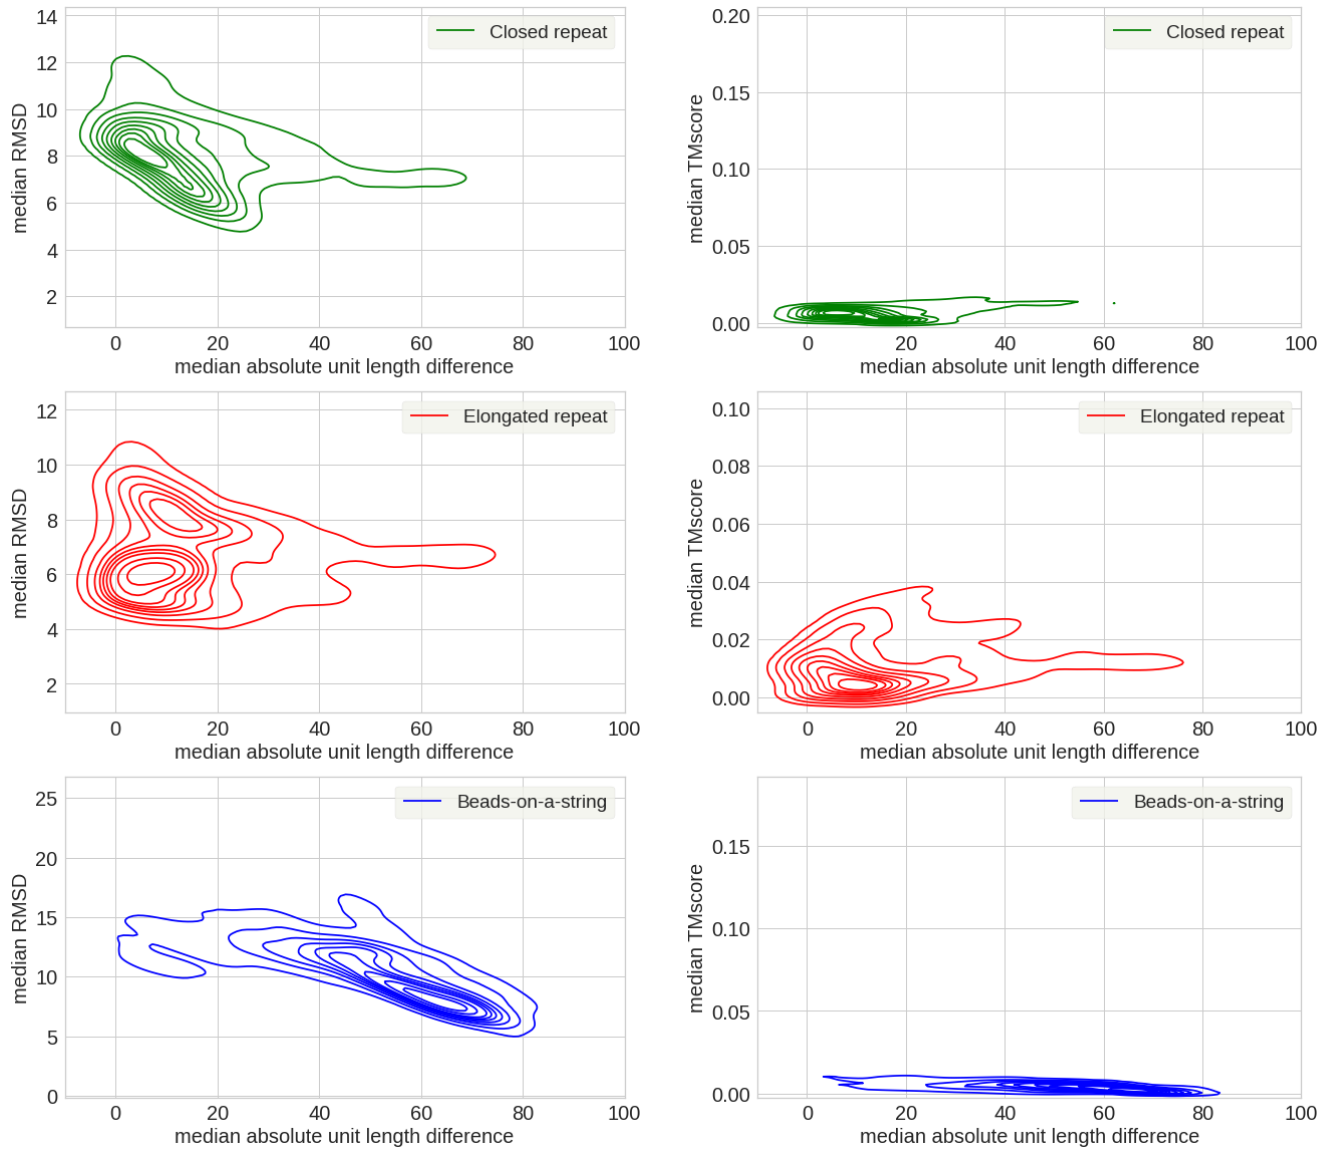 14
12
10
8
6
4
2
median RMSD
Closed repeat
0 20 40 60 80 100
median absolute unit length difference
0.20
0.15
0.10
0.05
0.00
median TMscore
Closed repeat
0 20 40 60 80 100
median absolute unit length difference
12
10
8
6
4
2
median RMSD
Elongated repeat
0 20 40 60 80 100
median absolute unit length difference
0.10
0.08
0.06
0.04
0.02
0.00
median TMscore
Elongated repeat
0 20 40 60 80 100
median absolute unit length difference
25
20
15
10
5
0
median RMSD
Beads-on-a-string
0 20 40 60 80 100
median absolute unit length difference
0.15
0.10
0.05
0.00
median TMscore
Beads-on-a-string
0 20 40 60 80 100
median absolute unit length difference